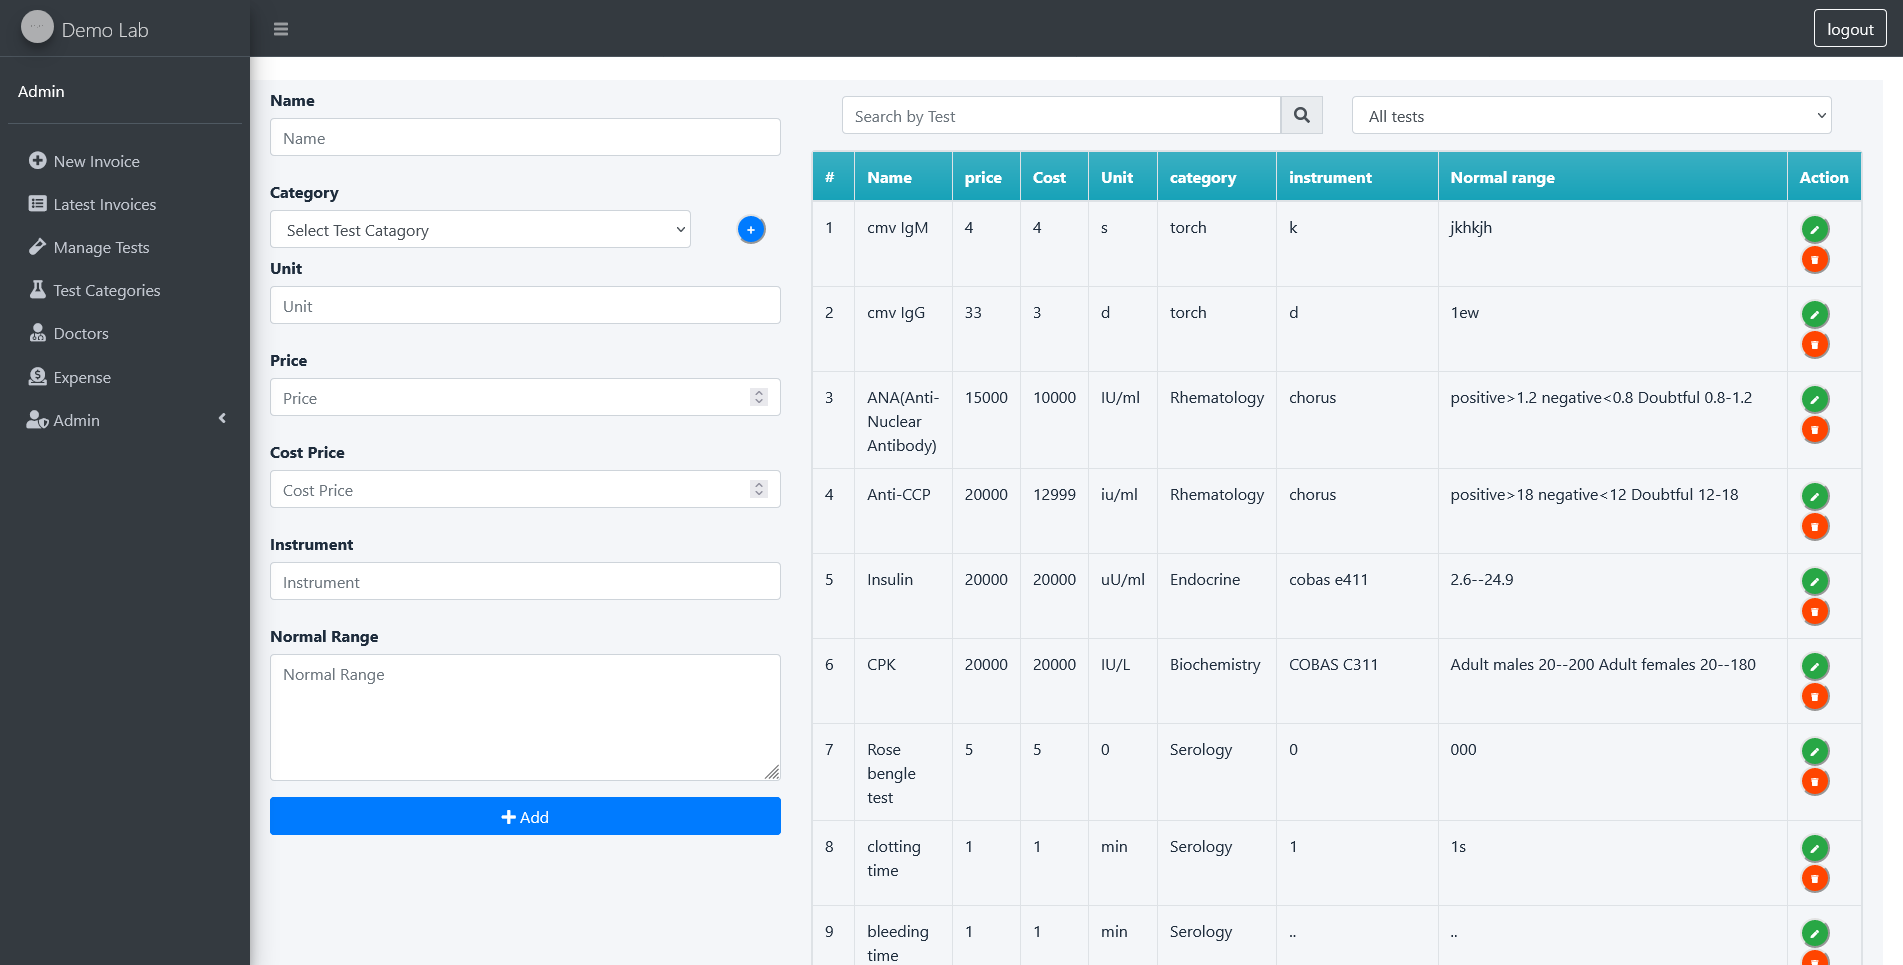 Demo Lab
logout
Admin
New Invoice
Latest Invoices
Manage Tests
Test Categories
Doctors
Expense
Admin
Name
Name
Category
Select Test Catagory
Unit
Unit
Price
Price
Cost Price
Cost Price
Instrument
Instrument
Normal Range
Normal Range
Add
Search by Test
All tests
# Name price Cost Unit category instrument Normal range Action
1 cmv IgM 4 4 s torch k jkhkjh
2 cmv IgG 33 3 d torch d 1ew
3 ANA(Anti- 15000 10000 IU/ml Rhematology chorus positive>1.2 negative<0.8 Doubtful 0.8-1.2
Nuclear
Antibody)
4 Anti-CCP 20000 12999 iu/ml Rhematology chorus positive>18 negative<12 Doubtful 12-18
5 Insulin 20000 20000 uU/ml Endocrine cobas e411 2.6--24.9
6 CPK 20000 20000 IU/L Biochemistry COBAS C311 Adult males 20--200 Adult females 20--180
7 Rose 5 5 0 Serology 0 000
bengle
test
8 clotting 1 1 min Serology 1 1s
time
9 bleeding 1 1 min Serology .. ..
time